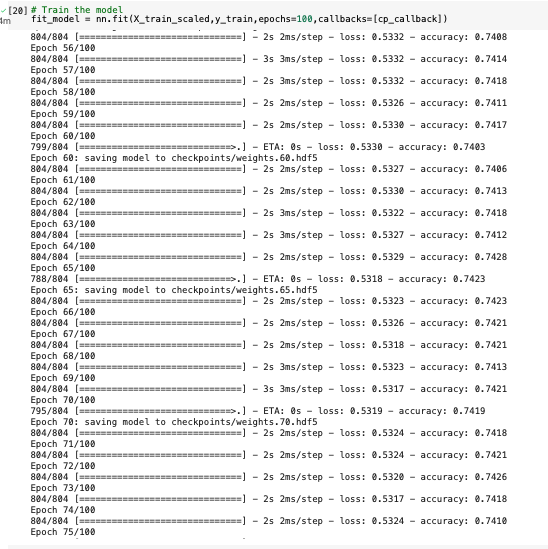 [20] # Train the model
4m fit_model = nn.fit(X_train_scaled,y_train,epochs=100,callbacks=[cp_callback])
804/804 [==============================] - 2s 2ms/step - loss: 0.5332 - accuracy: 0.7408
Epoch 56/100
804/804 [==============================] - 3s 3ms/step - loss: 0.5332 - accuracy: 0.7414
Epoch 57/100
804/804 [==============================] - 2s 3ms/step - loss: 0.5332 - accuracy: 0.7418
Epoch 58/100
804/804 [==============================] - 2s 2ms/step - loss: 0.5326 - accuracy: 0.7411
Epoch 59/100
804/804 [==============================] - 2s 2ms/step - loss: 0.5330 - accuracy: 0.7417
Epoch 60/100
799/804 [============================>.] - ETA: 0s - loss: 0.5330 - accuracy: 0.7403
Epoch 60: saving model to checkpoints/weights.60.hdf5
804/804 [==============================] - 2s 2ms/step - loss: 0.5327 - accuracy: 0.7406
Epoch 61/100
804/804 [==============================] - 2s 2ms/step - loss: 0.5330 - accuracy: 0.7413
Epoch 62/100
804/804 [==============================] - 2s 3ms/step - loss: 0.5322 - accuracy: 0.7418
Epoch 63/100
804/804 [==============================] - 2s 3ms/step - loss: 0.5327 - accuracy: 0.7412
Epoch 64/100
804/804 [==============================] - 2s 2ms/step - loss: 0.5329 - accuracy: 0.7428
Epoch 65/100
788/804 [============================>.] - ETA: 0s - loss: 0.5318 - accuracy: 0.7423
Epoch 65: saving model to checkpoints/weights.65.hdf5
804/804 [==============================] - 2s 2ms/step - loss: 0.5323 - accuracy: 0.7423
Epoch 66/100
804/804 [==============================] - 2s 2ms/step - loss: 0.5326 - accuracy: 0.7421
Epoch 67/100
804/804 [==============================] - 2s 2ms/step - loss: 0.5318 - accuracy: 0.7421
Epoch 68/100
804/804 [==============================] - 2s 3ms/step - loss: 0.5323 - accuracy: 0.7413
Epoch 69/100
804/804 [==============================] - 3s 3ms/step - loss: 0.5317 - accuracy: 0.7421
Epoch 70/100
795/804 [============================>.] - ETA: 0s - loss: 0.5319 - accuracy: 0.7419
Epoch 70: saving model to checkpoints/weights.70.hdf5
804/804 [==============================] - 2s 2ms/step - loss: 0.5324 - accuracy: 0.7418
Epoch 71/100
804/804 [==============================] - 2s 2ms/step - loss: 0.5324 - accuracy: 0.7421
Epoch 72/100
804/804 [==============================] - 2s 2ms/step - loss: 0.5320 - accuracy: 0.7426
Epoch 73/100
804/804 [==============================] - 2s 2ms/step - loss: 0.5317 - accuracy: 0.7418
Epoch 74/100
804/804 [==============================] - 2s 2ms/step - loss: 0.5324 - accuracy: 0.7410
Epoch 75/100